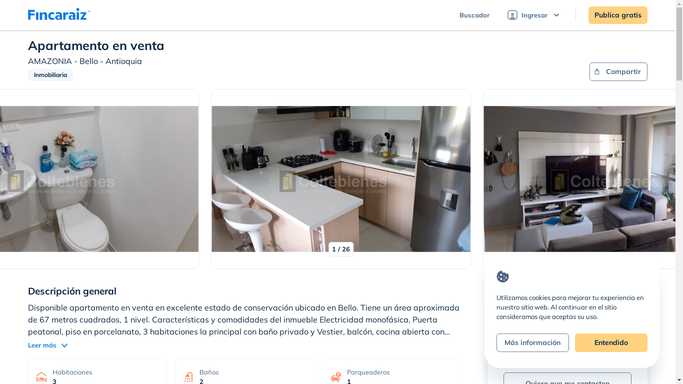 Fincaraiz
Buscador
Ingresar
Publica gratis
Apartamento en venta
AMAZONIA - Bello - Antioquia
Inmobiliaria
Compartir
Coltebienes
Coltebienes
Coltebienes
1 / 26
Descripción general
Disponible apartamento en venta en excelente estado de conservación ubicado en Bello. Tiene un área aproximada
de 67 metros cuadrados, 1 nivel. Características y comodidades del inmueble Electricidad monofásica, Puerta
peatonal, piso en porcelanato, 3 habitaciones la principal con baño privado y Vestier, balcón, cocina abierta con...
Leer más
Habitaciones
3
Baños
2
Parqueaderos
1
Utilizamos cookies para mejorar tu experiencia en
nuestro sitio web. Al continuar en el sitio
consideramos que aceptas su uso.
Más información
Entendido
Quiero que me contacten